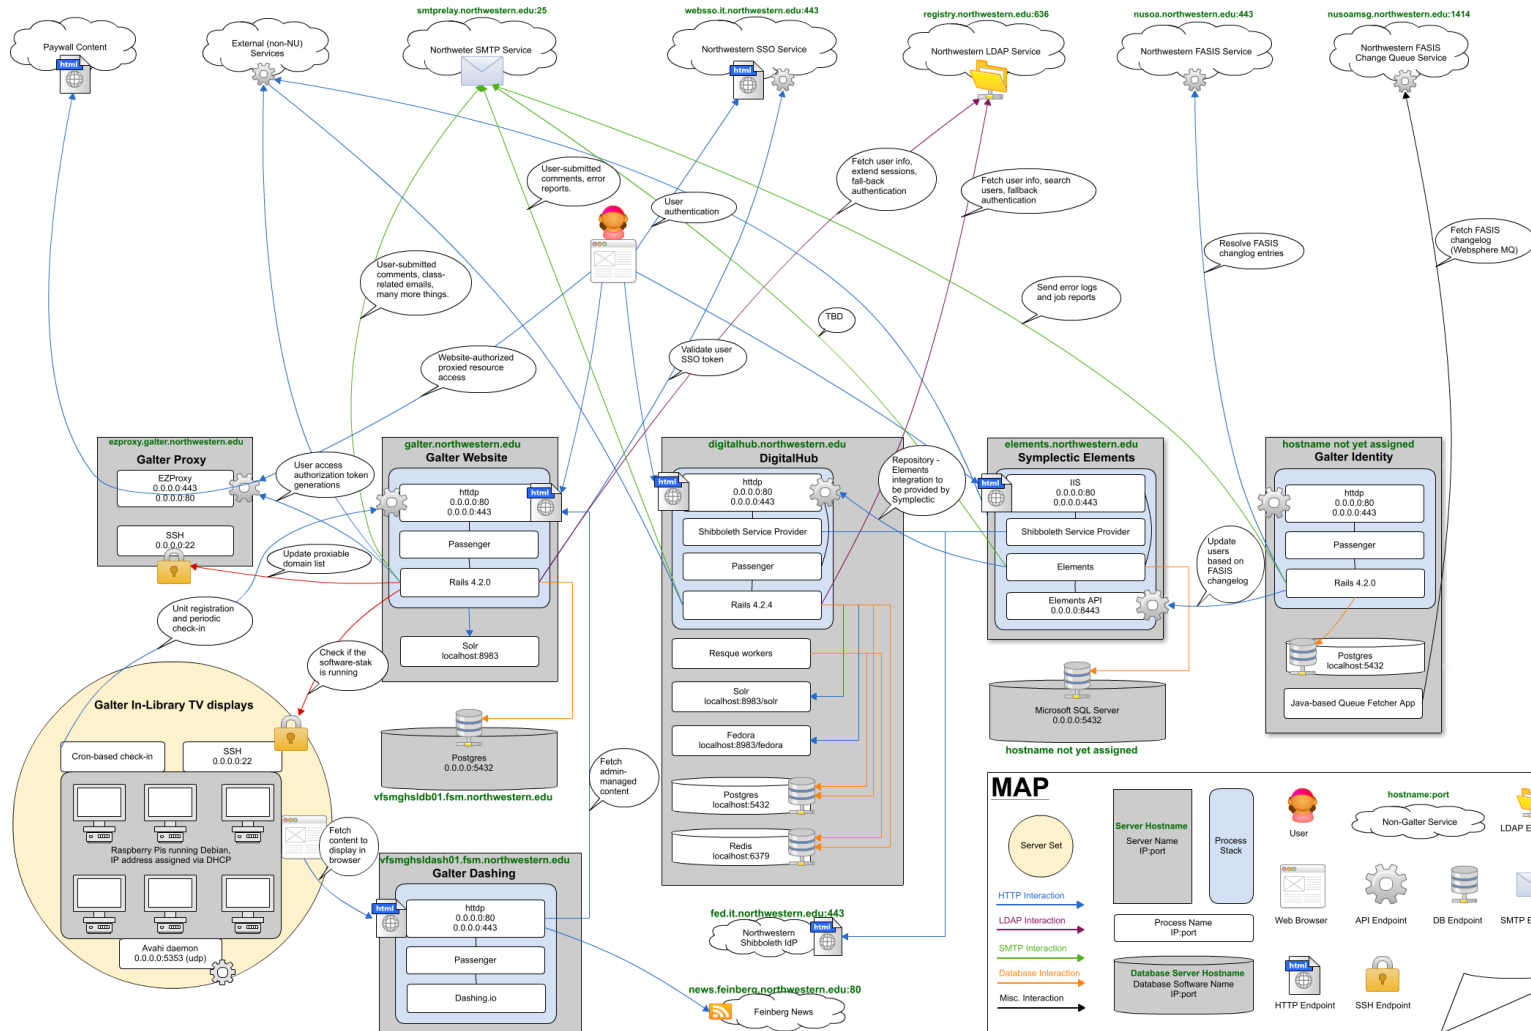 smtprelay.northwestern.edu:25
websso.it.northwestern.edu:443
registry.northwestern.edu:636
nusoa.northwestern.edu:443
nusoamsg.northwestern.edu:1414
Paywall Content
html
External (non-NU)
Services
Northweter SMTP Service
Northwestern SSO Service
html
Northwestern LDAP Service
Northwestern FASIS Service
Northwestern FASIS
Change Queue Service
User-submitted
comments, error
reports.
User
authentication
Fetch user info,
extend sessions,
fall-back
authentication
Fetch user info, search
users, fallback
authentication
Resolve FASIS
changlog entries
Fetch FASIS
changelog
(Websphere MQ)
User-submitted
comments, class-
related emails,
many more things.
Send error logs
and job reports
TBD
Website-authorized
proxied resource
access
Validate user
SSO token
ezproxy.galter.northwestern.edu
Galter Proxy
EZProxy
0.0.0.0:443
0.0.0.0:80
SSH
0.0.0.0:22
User access
authorization token
generations
Update proxiable
domain list
Unit registration
and periodic
check-in
Check if the
software-stak
is running
galter.northwestern.edu
Galter Website
httdp
0.0.0.0:80
0.0.0.0:443
html
Passenger
Rails 4.2.0
Solr
localhost:8983
Postgres
0.0.0.0:5432
vfsmghsldb01.fsm.northwestern.edu
digitalhub.northwestern.edu
DigitalHub
html
httdp
0.0.0.0:80
0.0.0.0:443
Shibboleth Service Provider
Passenger
Rails 4.2.4
Resque workers
Solr
localhost:8983/solr
Fedora
localhost:8983/fedora
Postgres
localhost:5432
Redis
localhost:6379
Repository -
Elements
integration to
be provided by
Symplectic
elements.northwestern.edu
Symplectic Elements
html
IIS
0.0.0.0:80
0.0.0.0:443
Shibboleth Service Provider
Elements
Elements API
0.0.0.0:8443
Microsoft SQL Server
0.0.0.0:5432
hostname not yet assigned
Update
users
based on
FASIS
changelog
hostname not yet assigned
Galter Identity
httdp
0.0.0.0:80
0.0.0.0:443
Passenger
Rails 4.2.0
Postgres
localhost:5432
Java-based Queue Fetcher App
Galter In-Library TV displays
Cron-based check-in
SSH
0.0.0.0:22
Raspberry Pis running Debian,
IP address assigned via DHCP
Avahi daemon
0.0.0.0:5353 (udp)
Fetch
content to
display in
browser
Fetch
admin-
managed
content
vfsmghsldash01.fsm.northwestern.edu
Galter Dashing
html
httdp
0.0.0.0:80
0.0.0.0:443
Passenger
Dashing.io
fed.it.northwestern.edu:443
Northwestern
Shibboleth IdP
html
news.feinberg.northwestern.edu:80
Feinberg News
MAP
Server Set
Server Hostname
Server Name
IP:port
Process
Stack
User
hostname:port
Non-Galter Service
HTTP Interaction
LDAP Interaction
SMTP Interaction
Database Interaction
Misc. Interaction
Process Name
IP:port
Database Server Hostname
Database Software Name
IP:port
Web Browser
API Endpoint
DB Endpoint
html
HTTP Endpoint
SSH Endpoint
LDAP E
SMTP E